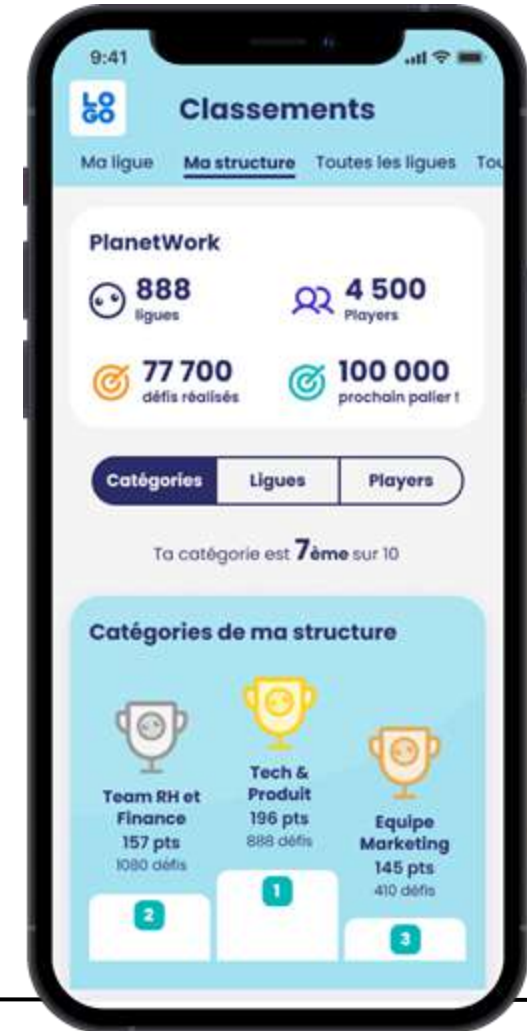 9:41
LO
GO
Classements
Ma ligue Ma structure Toutes les ligues Tou
PlanetWork
888
ligues
4 500
Players
77 700
défis réalisés
100 000
prochain palier !
Catégories Ligues Players
Ta catégorie est 7ème sur 10
Catégories de ma structure
Team RH et
Finance
157 pts
1080 défis
2
Tech &
Produit
196 pts
888 défis
1
Equipe
Marketing
145 pts
410 défis
3